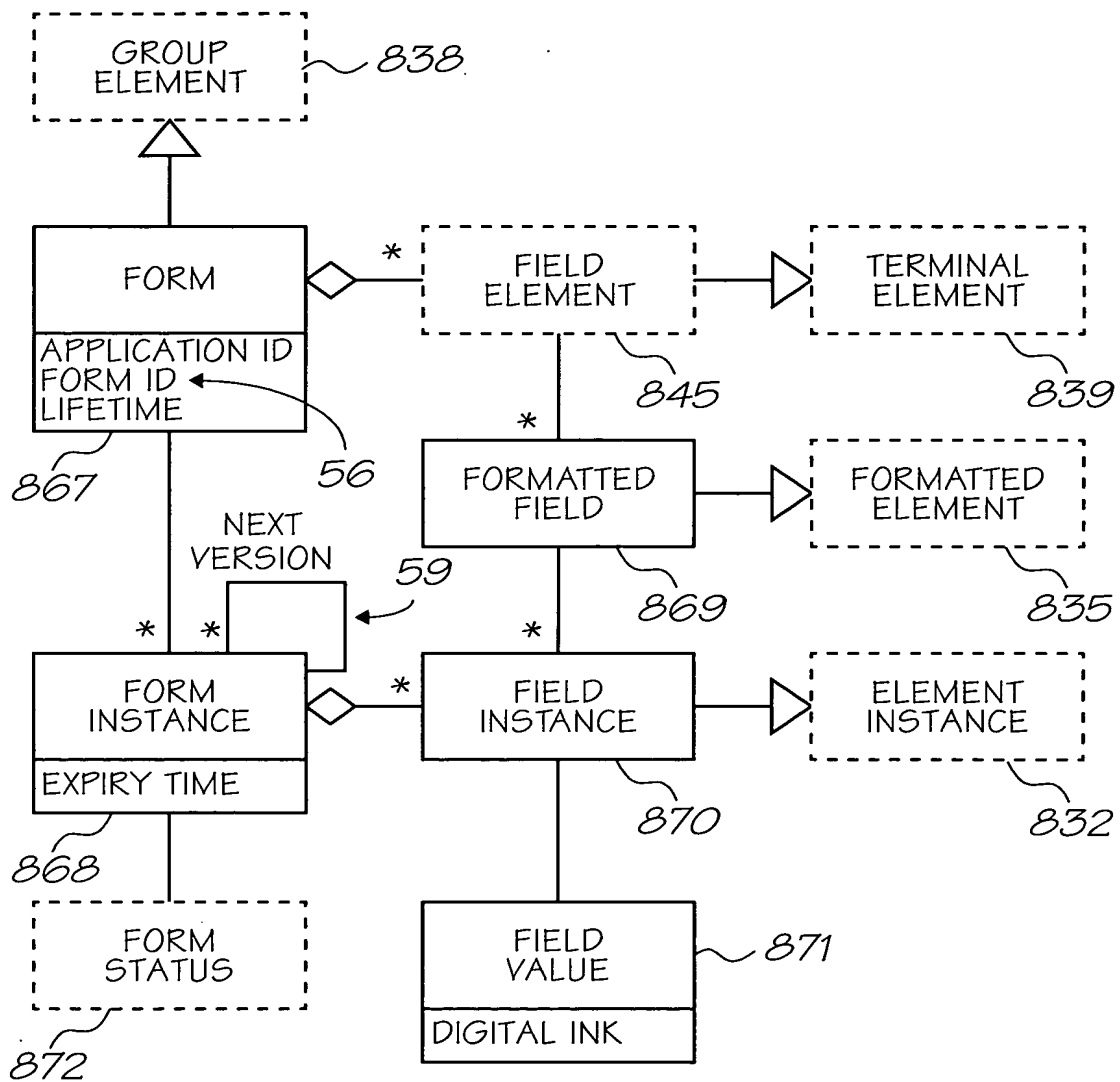 GROUP
ELEMENT
838
FORM
*
FIELD
ELEMENT
TERMINAL
ELEMENT
APPLICATION ID
FORM ID
LIFETIME
845
839
867
56
*
FORMATTED
FIELD
FORMATTED
ELEMENT
NEXT
VERSION
59
869
835
*
*
*
FORM
INSTANCE
*
FIELD
INSTANCE
ELEMENT
INSTANCE
EXPIRY TIME
870
832
868
FORM
STATUS
FIELD
VALUE
871
872
DIGITAL INK